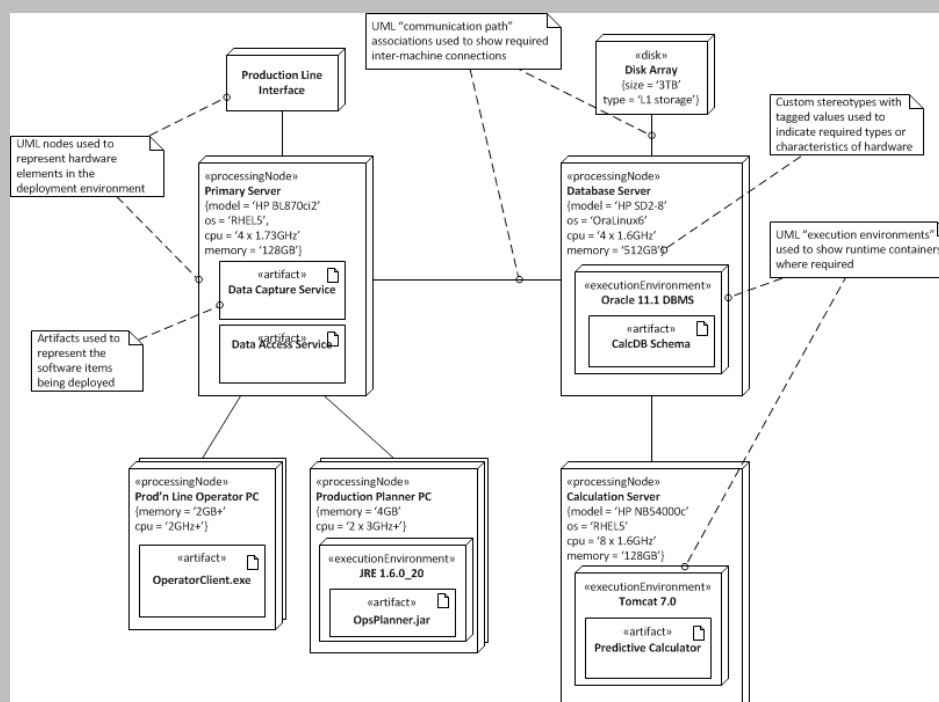 UML “communication path”
associations used to show required
inter-machine connections
«disk»
Disk Array
{size = ‘3TB’
type = ‘L1 storage’}
Production Line
Interface
Custom stereotypes with
tagged values used to
indicate required types or
characteristics of hardware
UML nodes used to
represent hardware
elements in the
deployment environment
«processingNode»
Primary Server
{model = ‘HP BL870ci2’
os = ‘RHEL5’,
cpu = ‘4 x 1.73GHz’
memory = ‘128GB’}
«artifact»
Data Capture Service
«artifact»
Data Access Service
«processingNode»
Database Server
{model = ‘HP SD2-8’
os = ‘OraLinux6’
cpu = ‘4 x 1.6GHz’
memory = ‘512GB’}
«executionEnvironment»
Oracle 11.1 DBMS
«artifact»
CalcDB Schema
UML “execution environments”
used to show runtime containers
where required
Artifacts used to
represent the
software items
being deployed
«processingNode»
Prod’n Line Operator PC
{memory = ‘2GB+’
cpu = ‘2GHz+’}
«artifact»
OperatorClient.exe
«processingNode»
Production Planner PC
{memory = ‘4GB’
cpu = ‘2 x 3GHz+’}
«executionEnvironment»
JRE 1.6.0_20
«artifact»
OpsPlanner.jar
«processingNode»
Calculation Server
{model = ‘HP NB54000c’
os = ‘RHEL5’
cpu = ‘8 x 1.6GHz’
memory = ‘128GB’}
«executionEnvironment»
Tomcat 7.0
«artifact»
Predictive Calculator